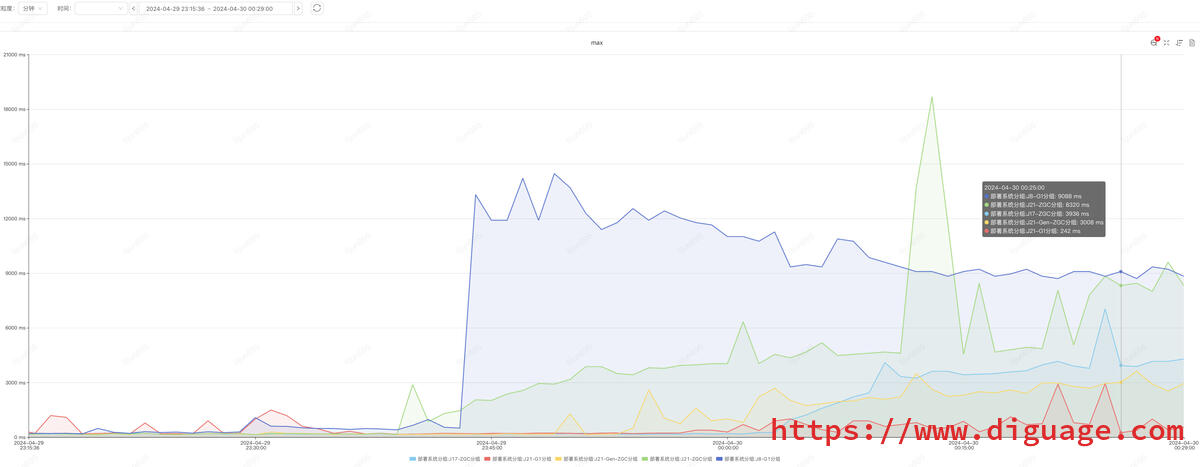 粒度: 分钟 时间: 2024-04-29 23:15:36 ~ 2024-04-30 00:29:00
max
21000 ms
18000 ms
15000 ms
12000 ms
9000 ms
6000 ms
3000 ms
0 ms
2024-04-30 00:25:00
部署系统分组:J8-G1分组: 9088 ms
部署系统分组:J21-ZGC分组: 8320 ms
部署系统分组:J17-ZGC分组: 3936 ms
部署系统分组:J21-Gen-ZGC分组: 3008 ms
部署系统分组:J21-G1分组: 242 ms
https://www.diguage.com
2024-04-29 23:15:36
2024-04-29 23:30:00
2024-04-29 23:45:00
2024-04-30 00:00:00
2024-04-30 00:15:00
2024-04-30 00:29:00
部署系统分组:J17-ZGC分组 部署系统分组:J21-G1分组 部署系统分组:J21-Gen-ZGC分组 部署系统分组:J21-ZGC分组 部署系统分组:J8-G1分组